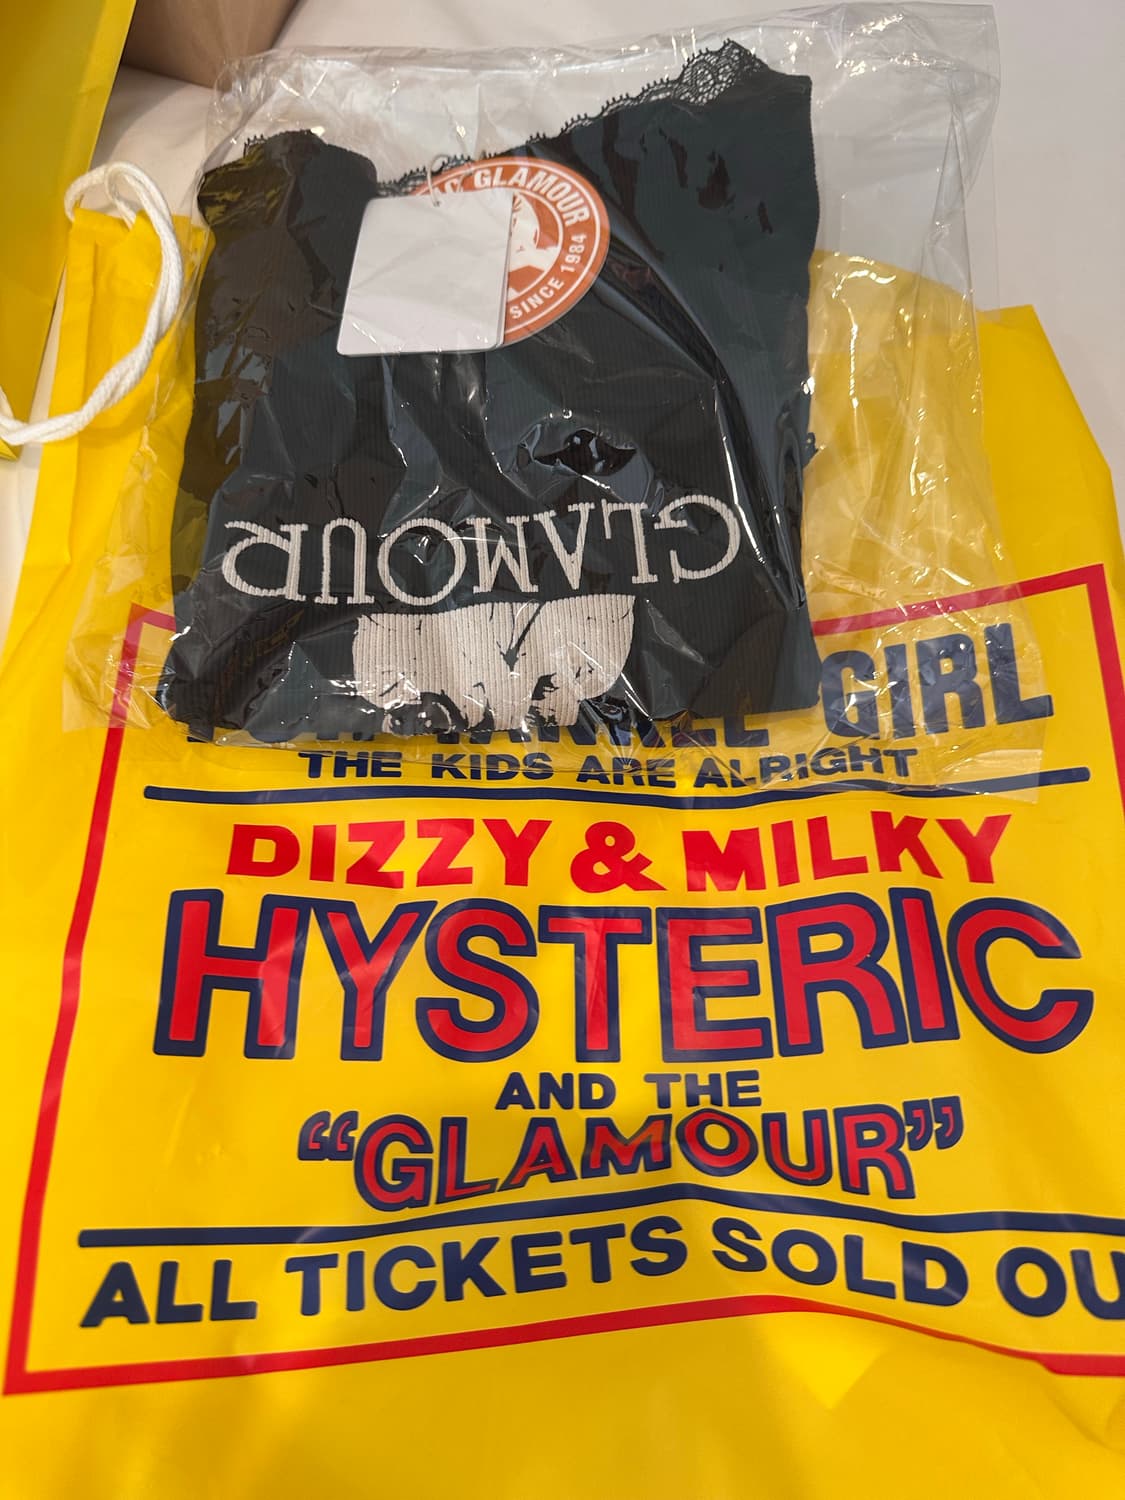 GLAMOUR
SINCE 1984
GLAMOUR
GIRL
THE KIDS ARE ALRIGHT
DIZZY & MILKY
HYSTERIC
AND THE
“GLAMOUR”
ALL TICKETS SOLD OU